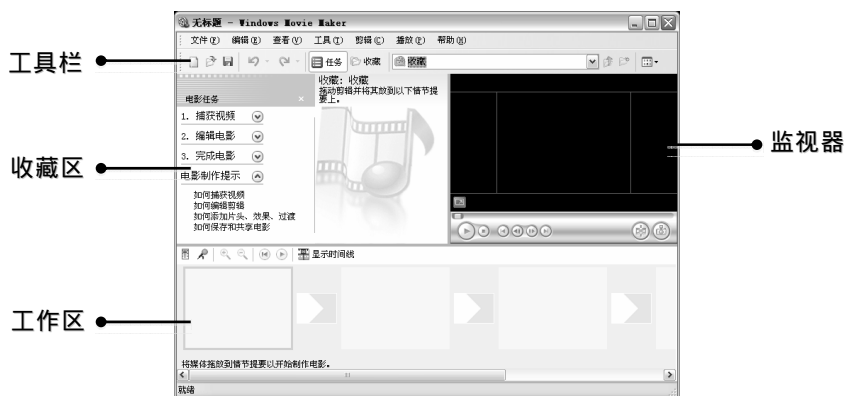 无标题 - Windows Movie Maker
文件(F) 编辑(E) 查看(V) 工具(T) 剪辑(C) 播放(P) 帮助(H)
工具栏
任务 收藏 收藏
收藏: 收藏
拖动剪辑并将其放到以下情节提
要上。
电影任务
1. 捕获视频
2. 编辑电影
3. 完成电影
电影制作提示
如何捕获视频
如何编辑剪辑
如何添加片头、效果、过渡
如何保存和共享电影
收藏区
监视器
显示时间线
工作区
将媒体拖放到情节提要以开始制作电影。
就绪